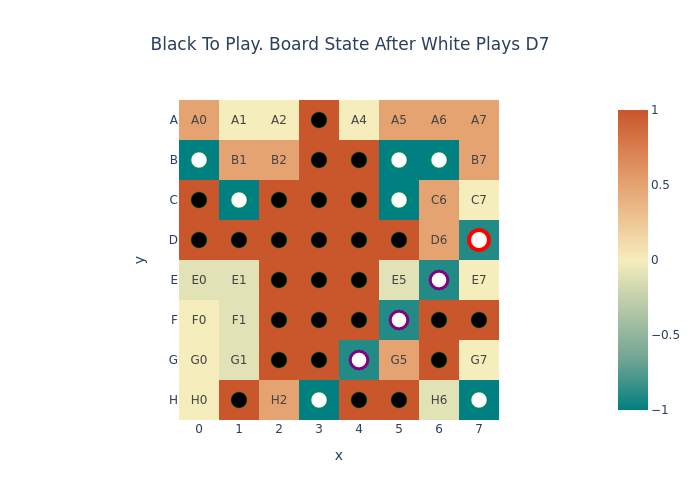 Black To Play. Board State After White Plays D7
A A0 A1 A2 A4 A5 A6 A7
B B1 B2 B7
C C6 C7
D D6
E E0 E1 E5 E7
F F0 F1
G G0 G1 G5 G7
H H0 H2 H6
0 1 2 3 4 5 6 7
x
y
1
0.5
0
−0.5
−1